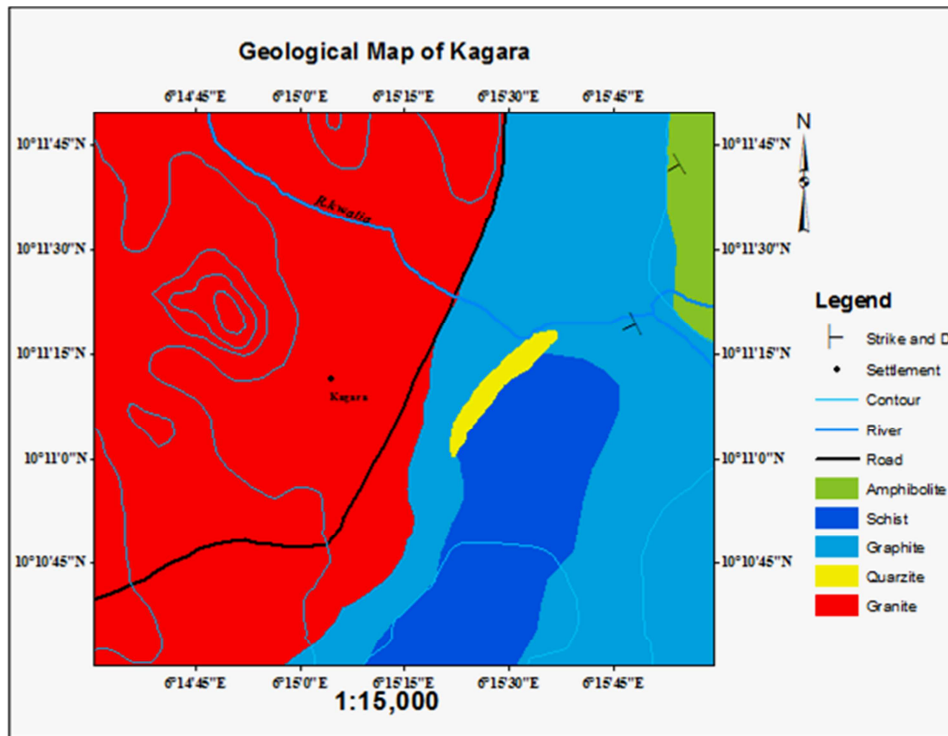 Geological Map of Kagara
6°14'45"E 6°15'0"E 6°15'15"E 6°15'30"E 6°15'45"E
N
10°11'45"N 10°11'45"N
R.kwalia
10°11'30"N 10°11'30"N
10°11'15"N 10°11'15"N
Kagara
10°11'0"N 10°11'0"N
10°10'45"N 10°10'45"N
6°14'45"E 6°15'0"E 6°15'15"E 6°15'30"E 6°15'45"E
1:15,000
Legend
Strike and D
Settlement
Contour
River
Road
Amphibolite
Schist
Graphite
Quarzite
Granite